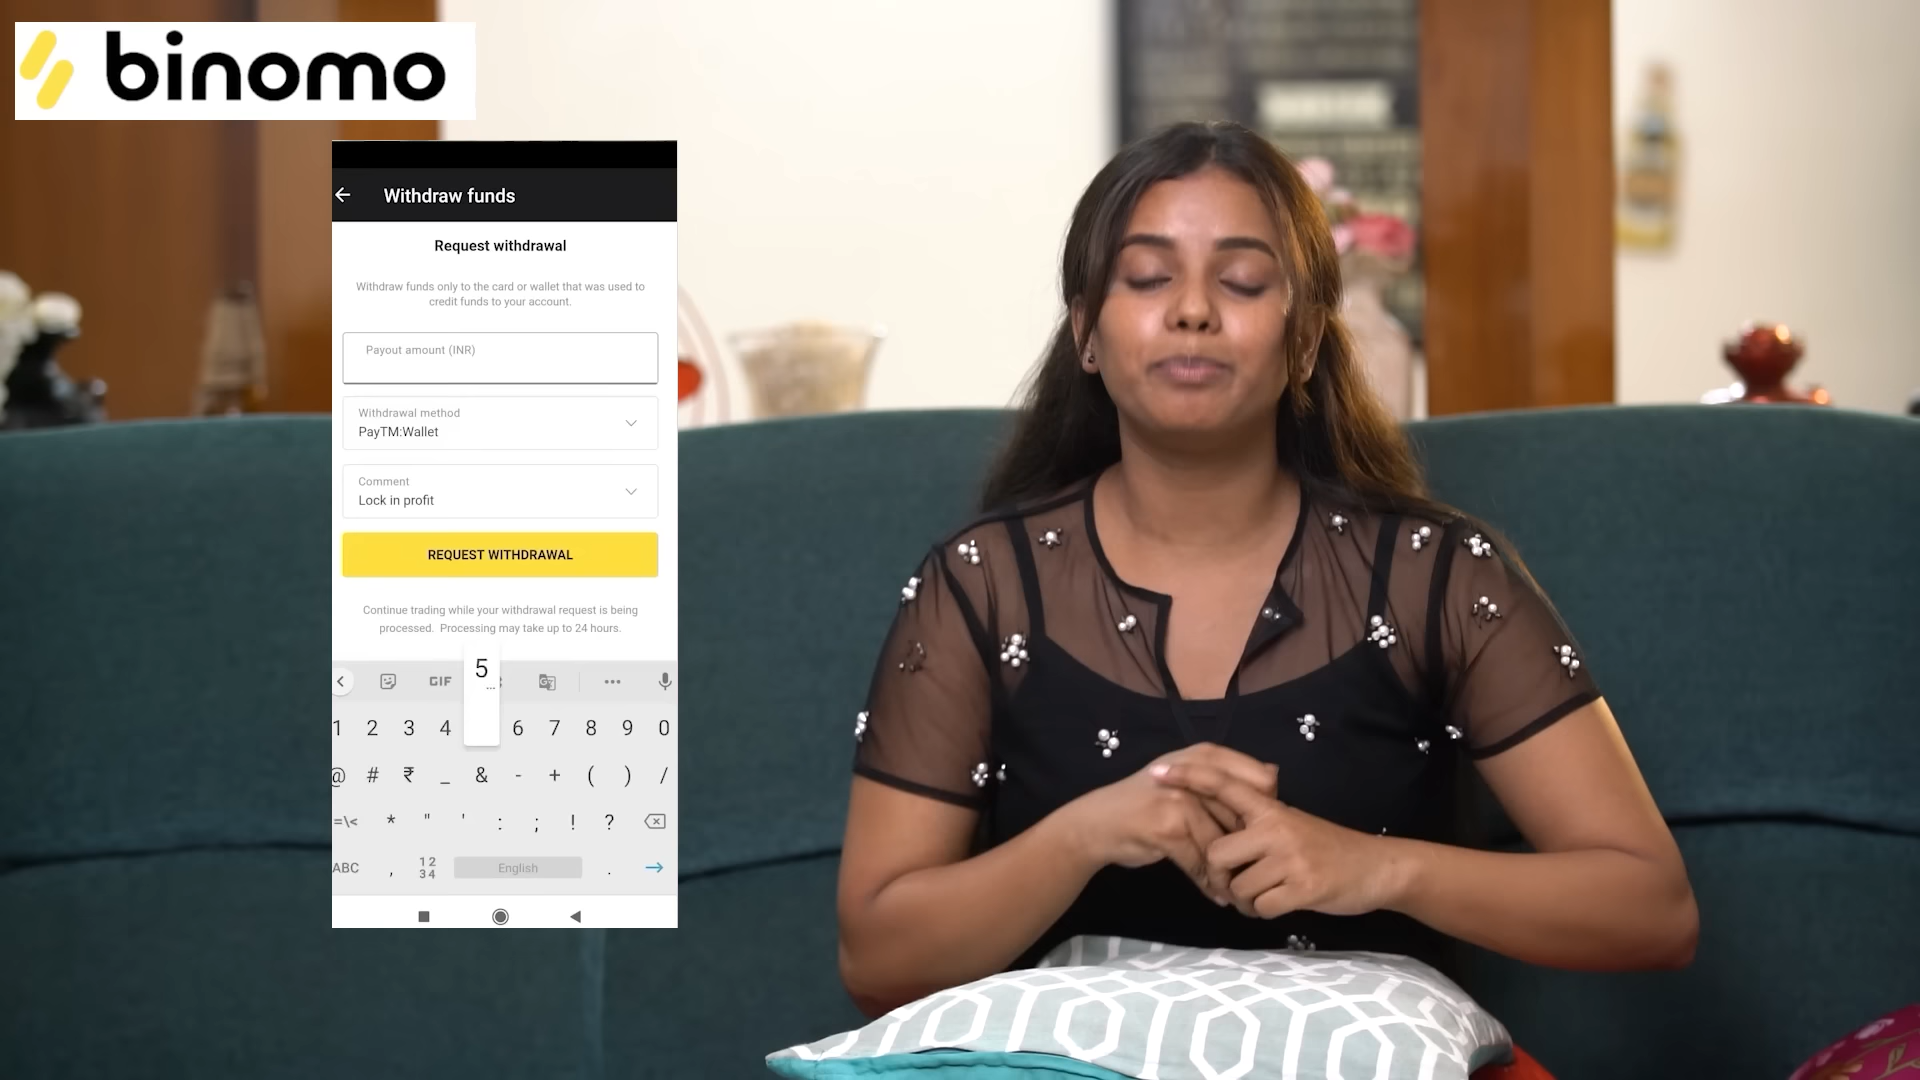 binomo
Withdraw funds
Request withdrawal
Withdraw funds only to the card or wallet that was used to
credit funds to your account.
Payout amount (INR)
Withdrawal method
PayTM:Wallet
Comment
Lock in profit
REQUEST WITHDRAWAL
Continue trading while your withdrawal request is being
processed. Processing may take up to 24 hours.
GIF
1 2 3 4 5 6 7 8 9 0
@ # ₹ _ & - + ( ) /
=\< * " ' : ; ! ?
ABC , 12 English .
34